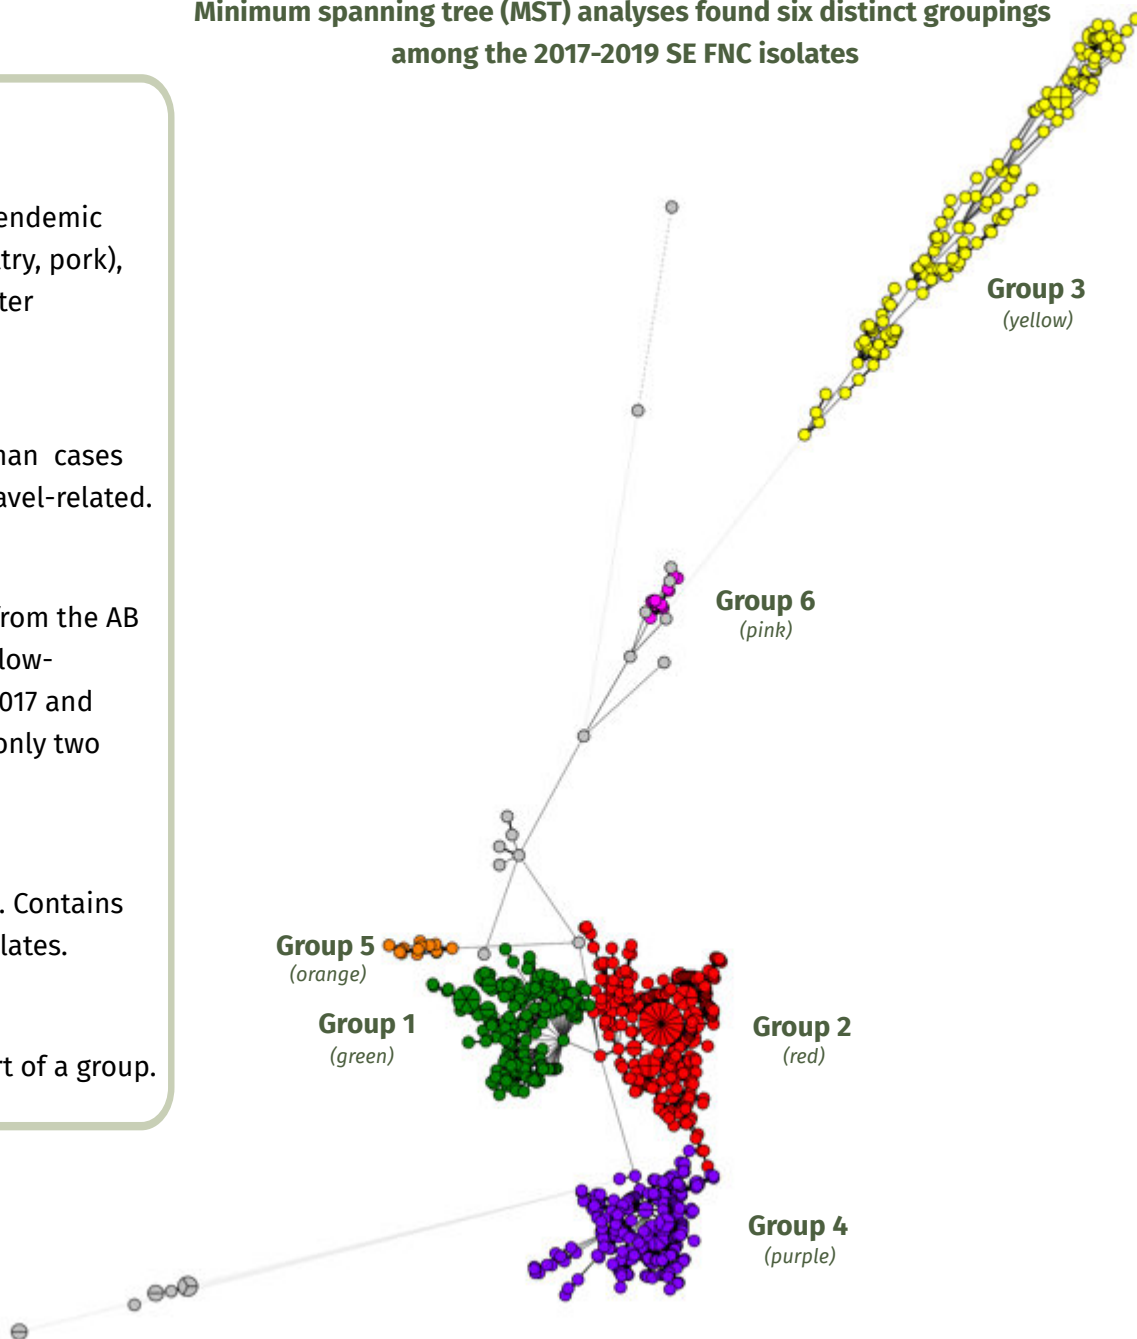 Minimum spanning tree (MST) analyses found six distinct groupings
among the 2017-2019 SE FNC isolates
endemic
try, pork),
ter
nan cases
avel-related.
from the AB
low-
017 and
only two
. Contains
lates.
rt of a group.
Group 3
(yellow)
Group 6
(pink)
Group 5
(orange)
Group 1
(green)
Group 2
(red)
Group 4
(purple)